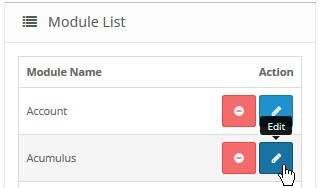 Module List
Module Name Action
Account
Edit
Acumulus